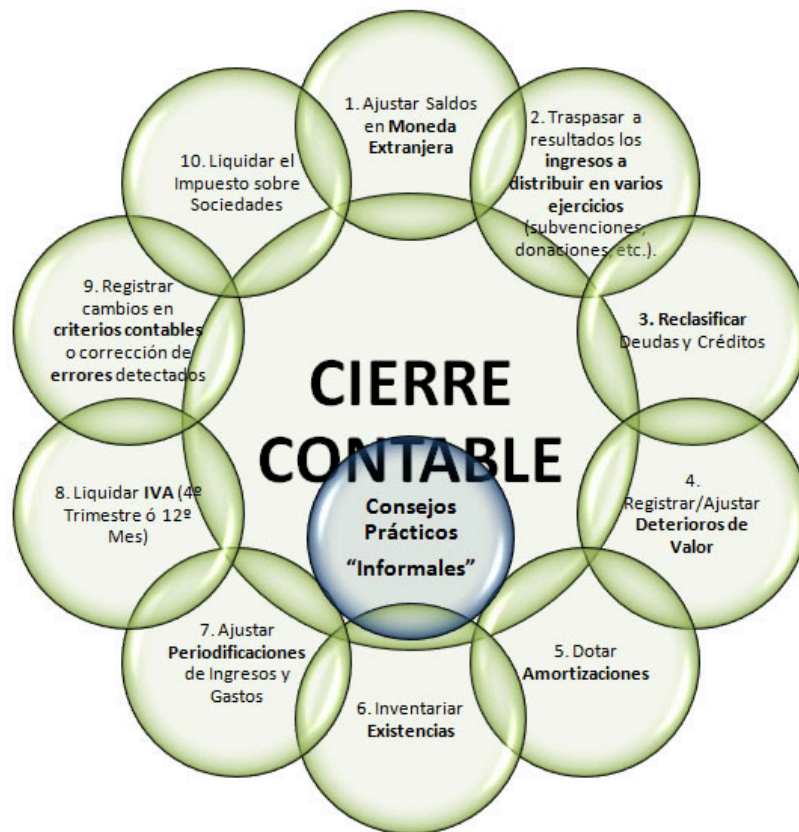 1. Ajustar Saldos
en Moneda
Extranjera
2. Traspasar a
resultados los
ingresos a
distribuir en varios
ejercicios
(subvenciones,
donaciones, etc.).
3. Reclasificar
Deudas y Créditos
4.
Registrar/Ajustar
Deterioros de
Valor
5. Dotar
Amortizaciones
6. Inventariar
Existencias
7. Ajustar
Periodificaciones
de Ingresos y
Gastos
8. Liquidar IVA (4º
Trimestre ó 12º
Mes)
9. Registrar
cambios en
criterios contables
o corrección de
errores detectados
10. Liquidar el
Impuesto sobre
Sociedades
CIERRE
CONTABLE
Consejos
Prácticos
“Informales”